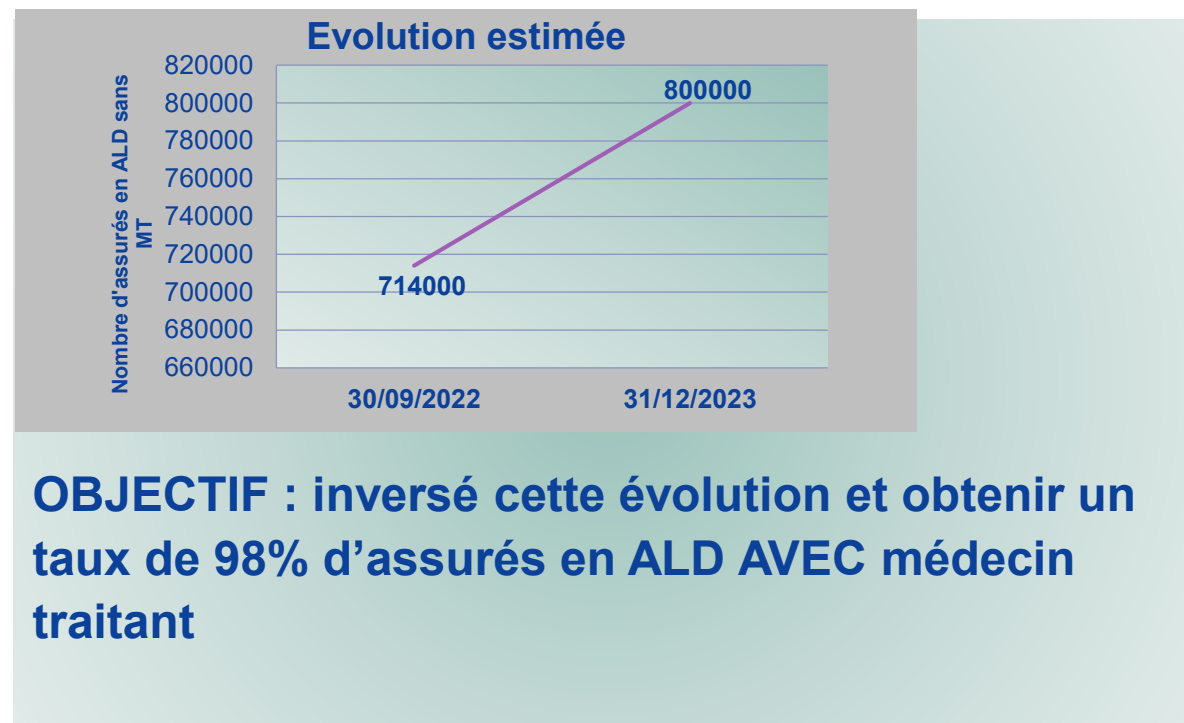 Evolution estimée
Nombre d'assurés en ALD sans
MT
820000
800000
780000
760000
740000
720000
700000
680000
660000
800000
714000
30/09/2022
31/12/2023
OBJECTIF : inversé cette évolution et obtenir un
taux de 98% d’assurés en ALD AVEC médecin
traitant